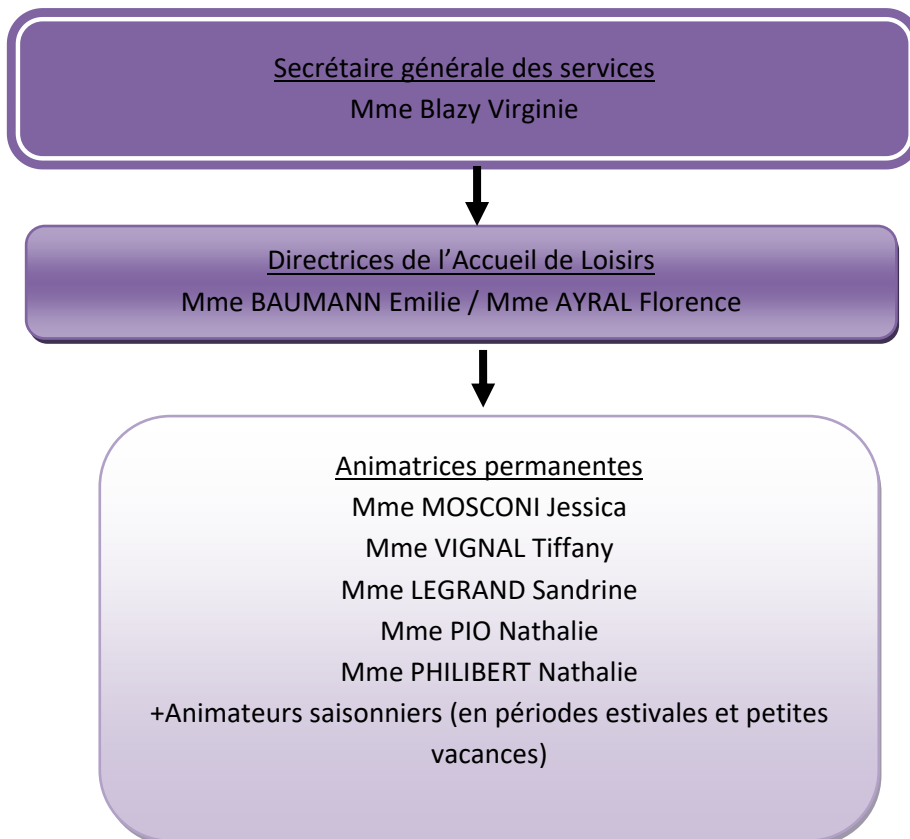 Secrétaire générale des services
Mme Blazy Virginie
Directrices de l’Accueil de Loisirs
Mme BAUMANN Emilie / Mme AYRAL Florence
Animatrices permanentes
Mme MOSCONI Jessica
Mme VIGNAL Tiffany
Mme LEGRAND Sandrine
Mme PIO Nathalie
Mme PHILIBERT Nathalie
+Animateurs saisonniers (en périodes estivales et petites
vacances)